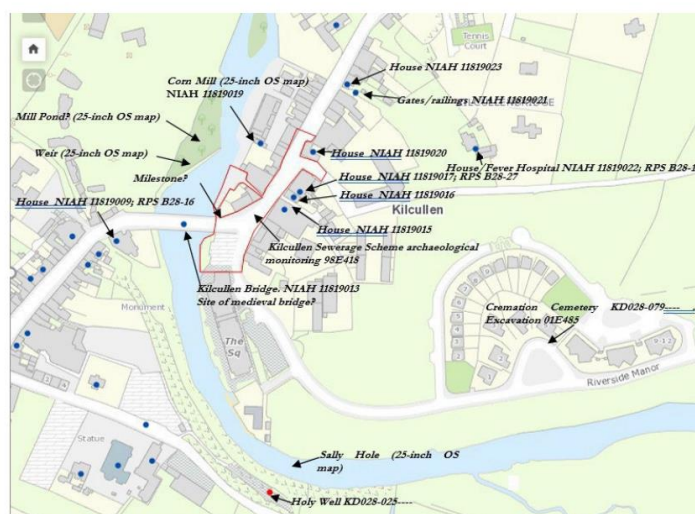 Tennis
Court
House NIAH 11819023
Corn Mill (25-inch OS map)
NIAH 11819019
Gates/railings NIAH 11819021
Mill Pond? (25-inch OS map)
House NIAH 11819020
Weir (25-inch OS map)
House/Fever Hospital NIAH 11819022; RPS B28-1
Milestone?
House NIAH 11819017; RPS B28-27
House NIAH 11819009; RPS B28-16
House NIAH 11819016
Kilcullen
House NIAH 11819015
Kilcullen Sewerage Scheme archaeological
monitoring 98E418
Kilcullen Bridge. NIAH 11819013
Site of medieval bridge?
Monument
Cremation Cemetery KD028-079----
Excavation 01E485
The
Sq
Riverside Manor
Statue
Sally Hole (25-inch OS
map)
Holy Well KD028-025----